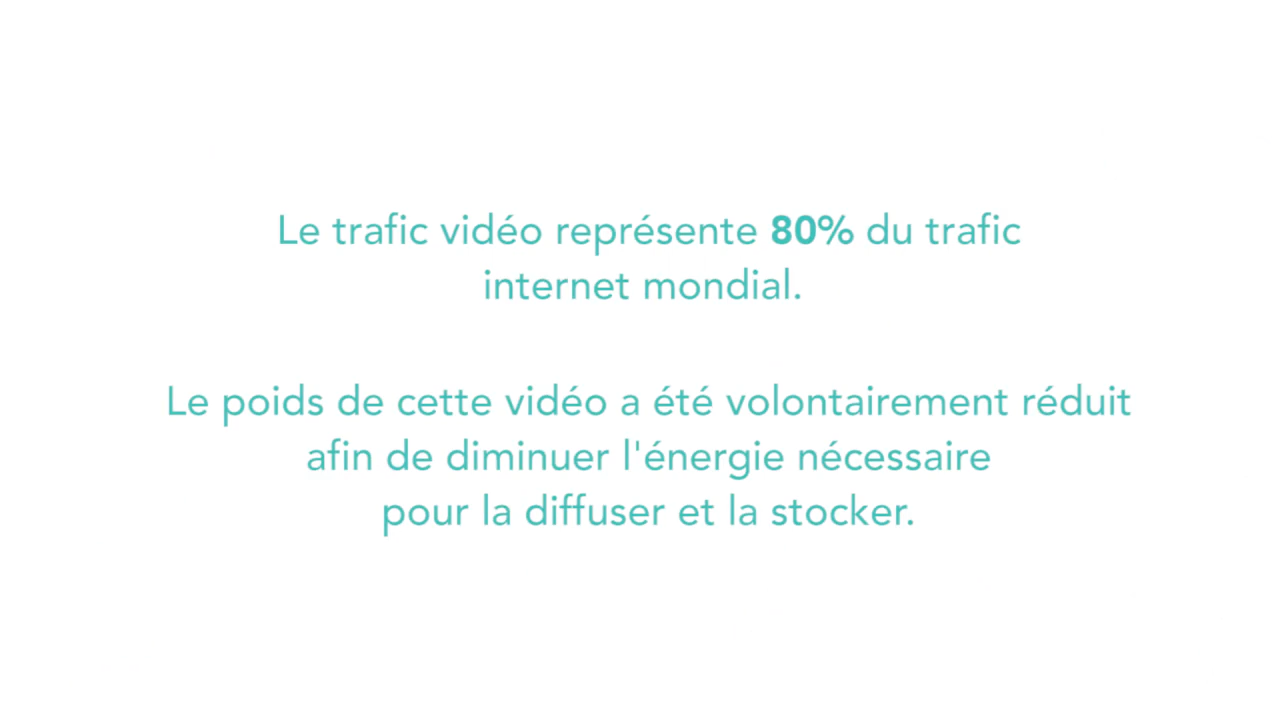 Le trafic vidéo représente 80% du trafic
internet mondial.
Le poids de cette vidéo a été volontairement réduit
afin de diminuer l'énergie nécessaire
pour la diffuser et la stocker.